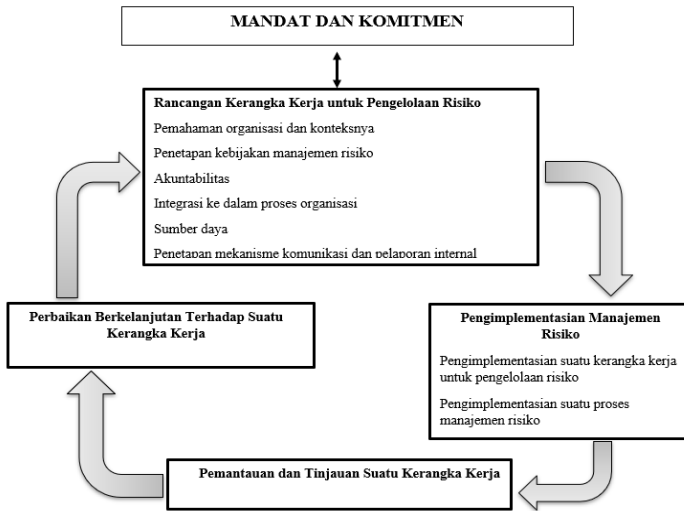 MANDAT DAN KOMITMEN
Rancangan Kerangka Kerja untuk Pengelolaan Risiko
Pemahaman organisasi dan konteksnya
Penetapan kebijakan manajemen risiko
Akuntabilitas
Integrasi ke dalam proses organisasi
Sumber daya
Penetapan mekanisme komunikasi dan pelaporan internal
Pengimplementasian Manajemen
Risiko
Pengimplementasian suatu kerangka kerja
untuk pengelolaan risiko
Pengimplementasian suatu proses
manajemen risiko
Pemantauan dan Tinjauan Suatu Kerangka Kerja
Perbaikan Berkelanjutan Terhadap Suatu
Kerangka Kerja